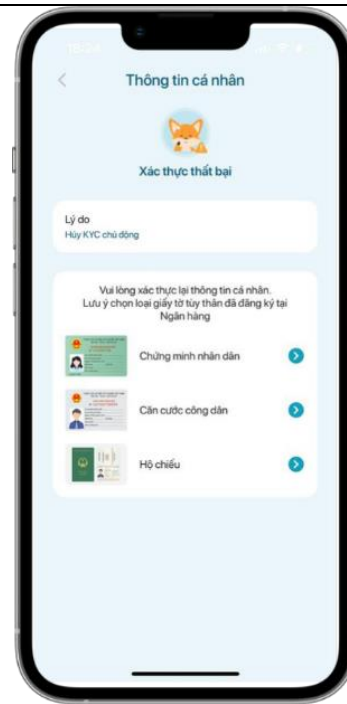 Thông tin cá nhân
Xác thực thất bại
Lý do
Hủy KYC chủ động
Vui lòng xác thực lại thông tin cá nhân.
Lưu ý chọn loại giấy tờ tùy thân đã đăng ký tại
Ngân hàng
Chứng minh nhân dân
Căn cước công dân
Hộ chiếu